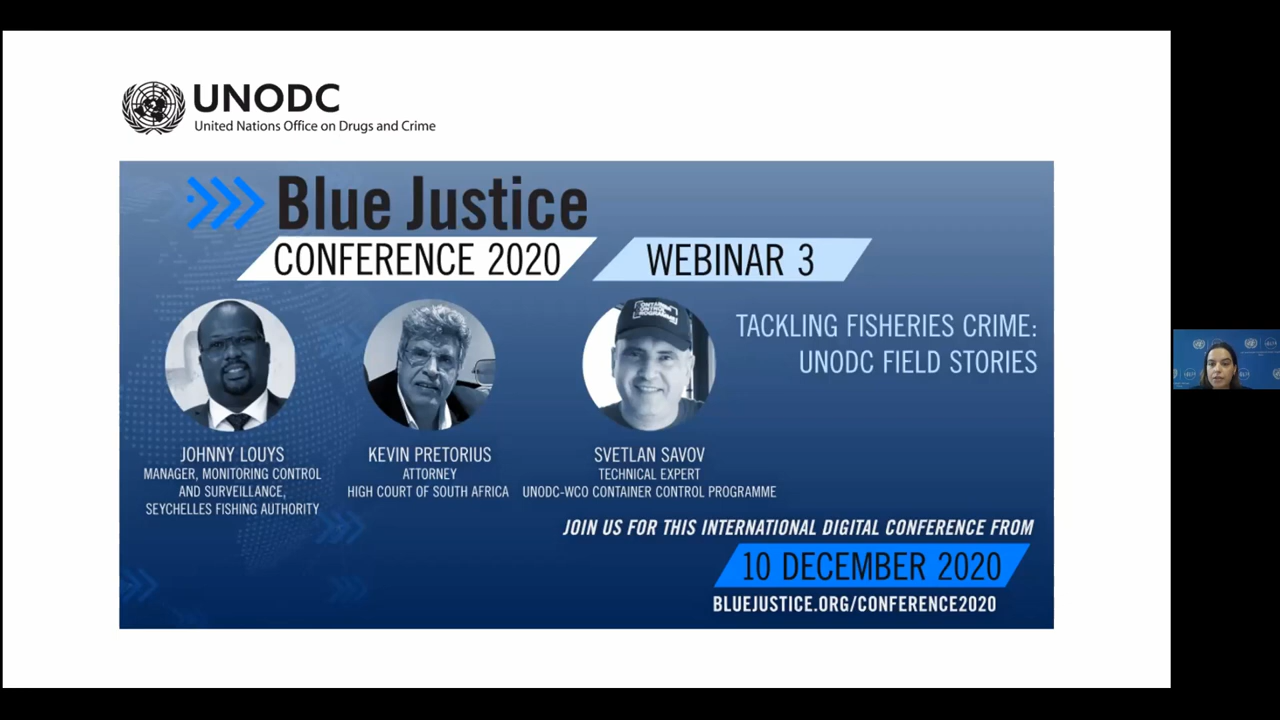 UNODC
United Nations Office on Drugs and Crime
Blue Justice
CONFERENCE 2020
WEBINAR 3
TACKLING FISHERIES CRIME:
UNODC FIELD STORIES
JOHNNY LOUYS
MANAGER, MONITORING CONTROL
AND SURVEILLANCE,
SEYCHELLES FISHING AUTHORITY
KEVIN PRETORIUS
ATTORNEY
HIGH COURT OF SOUTH AFRICA
SVETLAN SAVOV
TECHNICAL EXPERT
UNODC-WCO CONTAINER CONTROL PROGRAMME
JOIN US FOR THIS INTERNATIONAL DIGITAL CONFERENCE FROM
10 DECEMBER 2020
BLUEJUSTICE.ORG/CONFERENCE2020